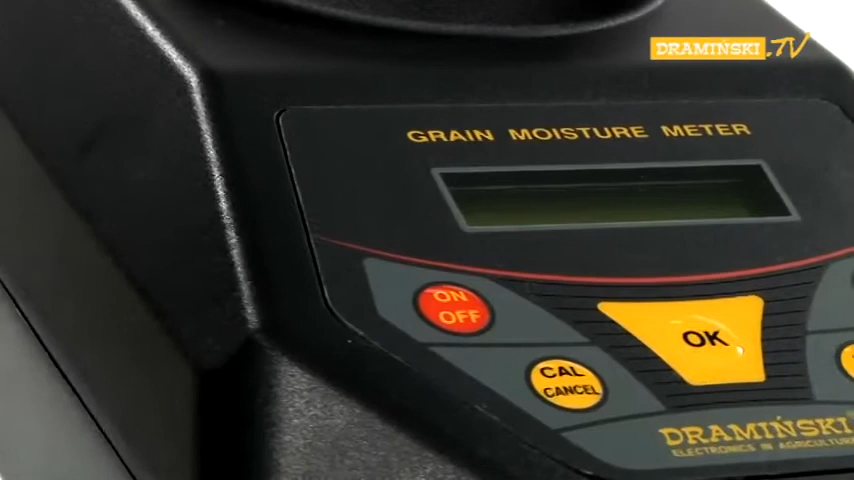 DRAMIŃSKI.TV
GRAIN MOISTURE METER
ON
OFF
OK
CAL
CANCEL
DRAMIŃSKI
ELECTRONICS IN AGRICULTURE